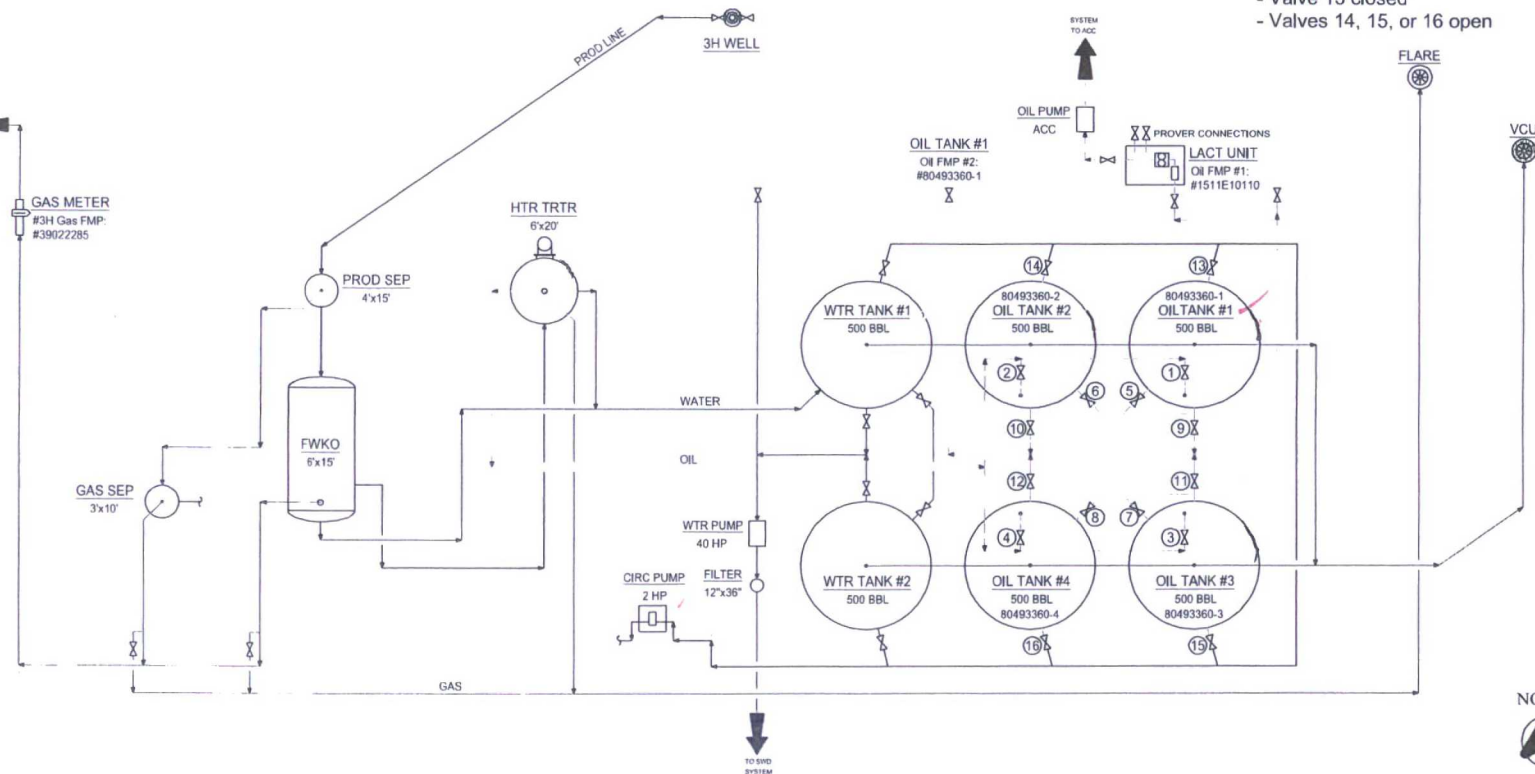 - Valve 13 closed
- Valves 14, 15, or 16 open
3H WELL
PROD LINE
SYSTEM
TO ACC
FLARE
OIL PUMP
ACC
PROVER CONNECTIONS
OIL TANK #1
Oil FMP #2:
#80493360-1
LACT UNIT
Oil FMP #1:
#1511E10110
VCU
GAS METER
#3H Gas FMP:
#39022285
HTR TRTR
6'x20'
PROD SEP
4'x15'
14
13
WTR TANK #1
500 BBL
80493360-2
OIL TANK #2
500 BBL
80493360-1
OILTANK #1
500 BBL
2
1
6
5
WATER
10
9
FWKO
6'x15'
OIL
12
11
GAS SEP
3'x10'
8
7
WTR PUMP
40 HP
4
3
CIRC PUMP
2 HP
FILTER
12"x36"
WTR TANK #2
500 BBL
OIL TANK #4
500 BBL
80493360-4
OIL TANK #3
500 BBL
80493360-3
16
15
GAS
TO SWD
SYSTEM